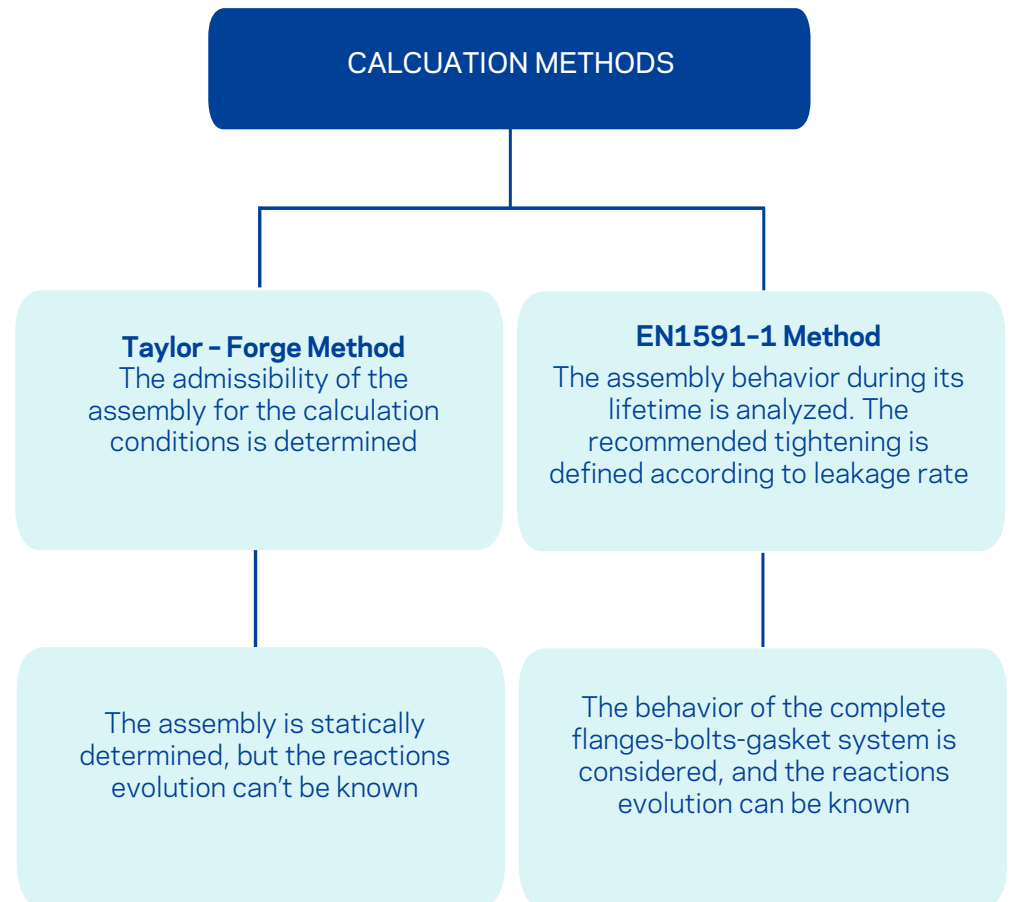 CALCUATION METHODS
Taylor - Forge Method
The admissibility of the
assembly for the calculation
conditions is determined
EN1591-1 Method
The assembly behavior during its
lifetime is analyzed. The
recommended tightening is
defined according to leakage rate
The assembly is statically
determined, but the reactions
evolution can't be known
The behavior of the complete
flanges-bolts-gasket system is
considered, and the reactions
evolution can be known